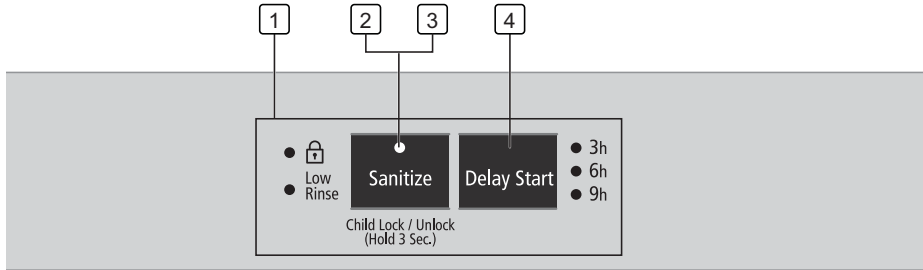 1
2
3
4
Low
Rinse
Sanitize
Delay Start
3h
6h
9h
Child Lock / Unlock
(Hold 3 Sec.)